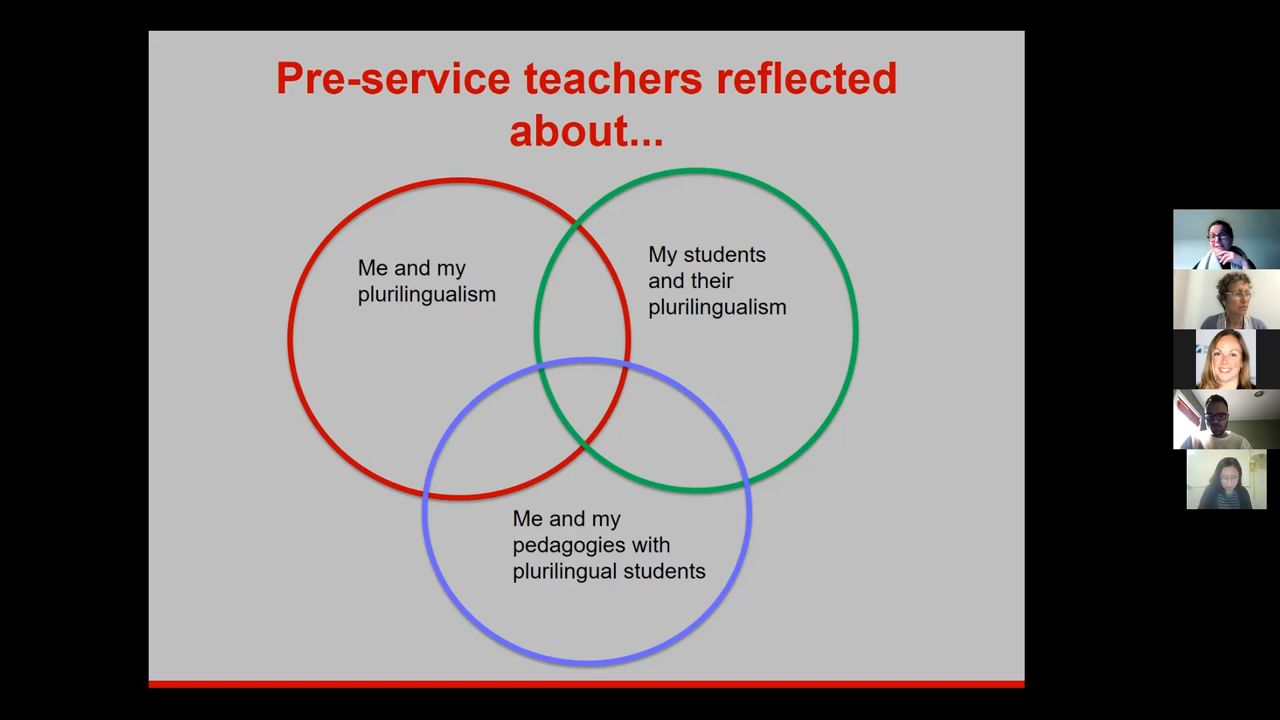 Pre-service teachers reflected
about...
Me and my
plurilingualism
My students
and their
plurilingualism
Me and my
pedagogies with
plurilingual students